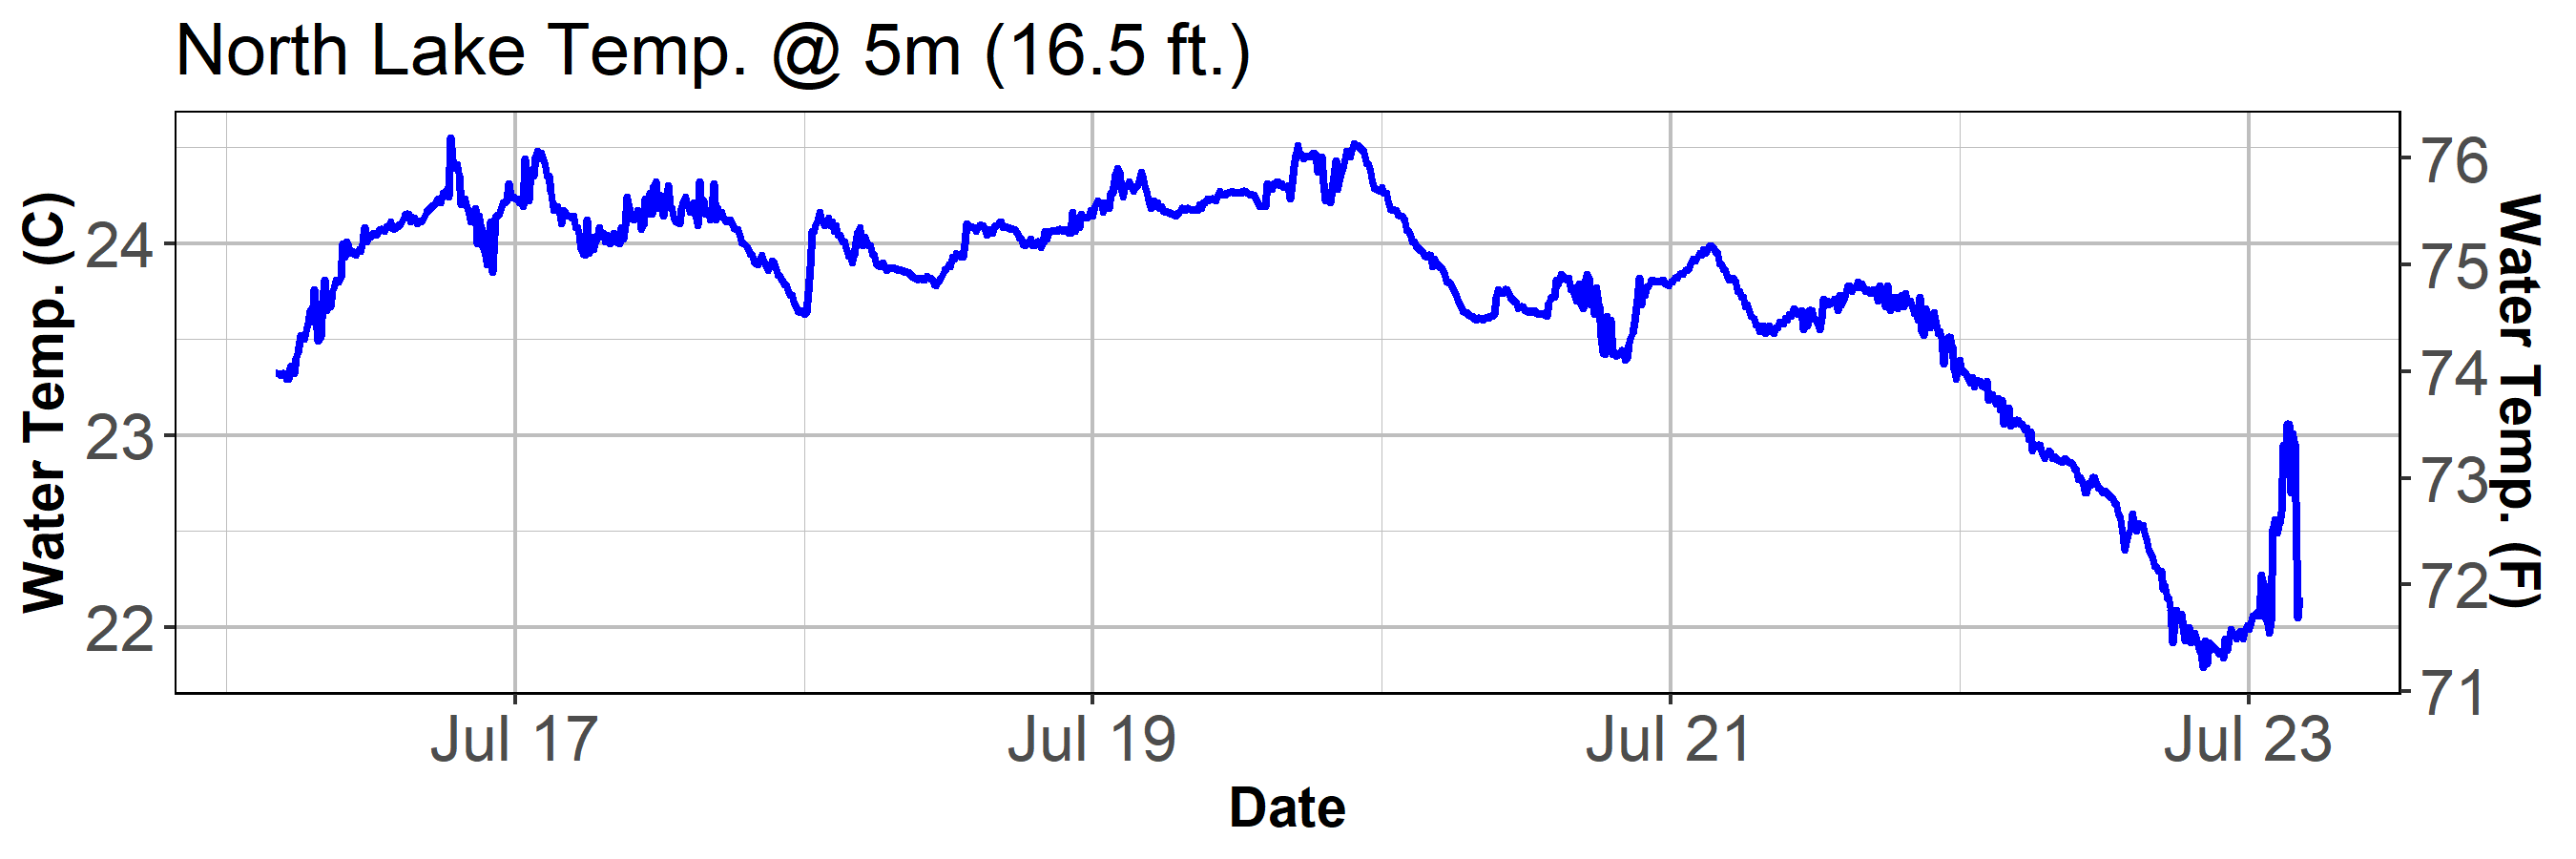 North Lake Temp. @ 5m (16.5 ft.)
Water Temp. (C)
24
23
22
76
75
74
73
72
71
Water Temp. (F)
Jul 17
Jul 19
Jul 21
Jul 23
Date